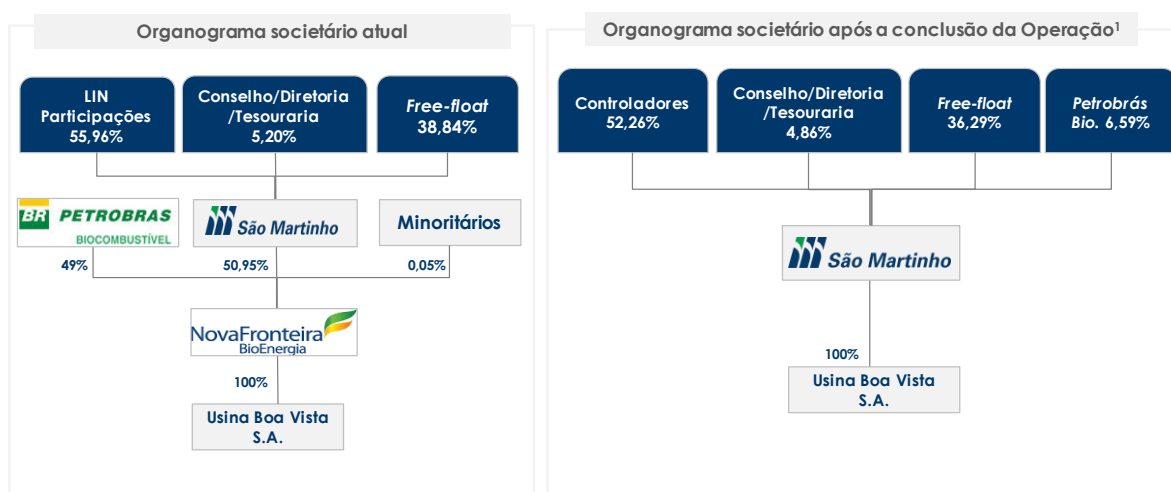 Organograma societário atual
LIN
Participações
55,96%
Conselho/Diretoria
/Tesouraria
5,20%
Free-float
38,84%
BR PETROBRAS
BIOCOMBUSTÍVEL
São Martinho
Minoritários
49%
50,95%
0,05%
NovaFronteira
BioEnergia
100%
Usina Boa Vista
S.A.
Organograma societário após a conclusão da Operação¹
Controladores
52,26%
Conselho/Diretoria
/Tesouraria
4,86%
Free-float
36,29%
Petrobrás
Bio. 6,59%
São Martinho
100%
Usina Boa Vista
S.A.